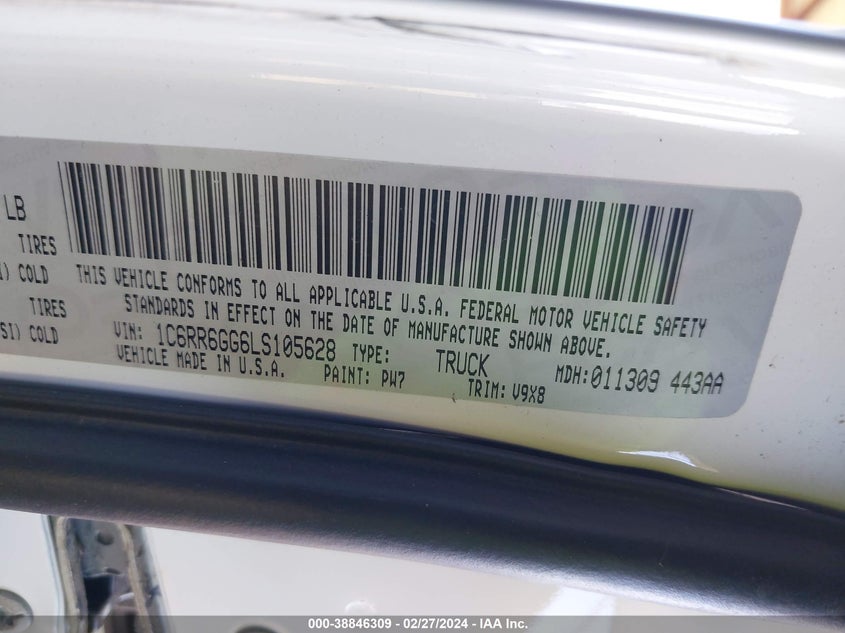 LB
TIRES
I) COLD
TIRES
SI) COLD
THIS VEHICLE CONFORMS TO ALL APPLICABLE U.S.A. FEDERAL MOTOR VEHICLE SAFETY
STANDARDS IN EFFECT ON THE DATE OF MANUFACTURE SHOWN ABOVE.
VIN: 1C6RR6GG6LS105628 TYPE: TRUCK MDH:011309 443AA
VEHICLE MADE IN U.S.A. PAINT: PW7 TRIM: V9X8
000-38846309 - 02/27/2024 - IAA Inc.